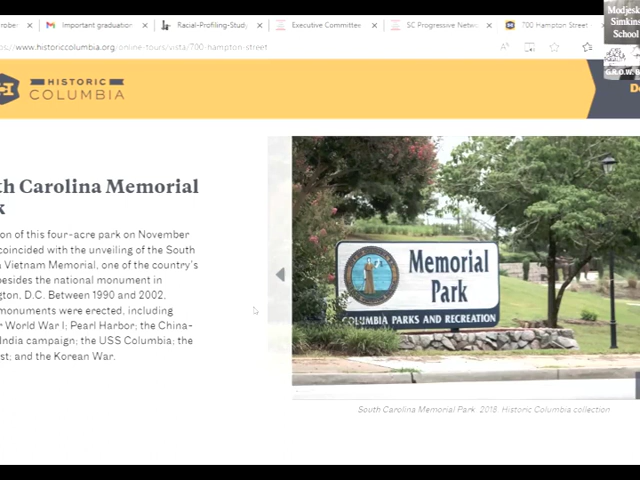 Important graduation
Racial-Profiling-Study
Executive Committee
SC Progressive Netw
700 Hampton Street
www.historiccolumbia.org/online-tours/vista/700-hampton-street
Modjesk
Simkins
School
G.R.O.W. B
HISTORIC
COLUMBIA
th Carolina Memorial
k
on of this four-acre park on November
coincided with the unveiling of the South
Vietnam Memorial, one of the country's
besides the national monument in
gton, D.C. Between 1990 and 2002,
monuments were erected, including
r World War I; Pearl Harbor; the China-
India campaign; the USS Columbia; the
st; and the Korean War.
Memorial
Park
COLUMBIA PARKS AND RECREATION
South Carolina Memorial Park. 2018. Historic Columbia collection